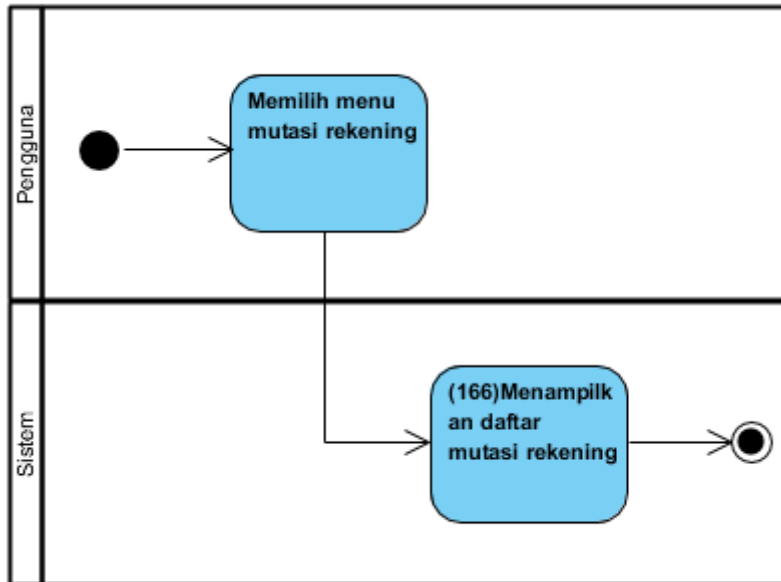 Pengguna
Memilih menu
mutasi rekening
Sistem
(166)Menampilk
an daftar
mutasi rekening